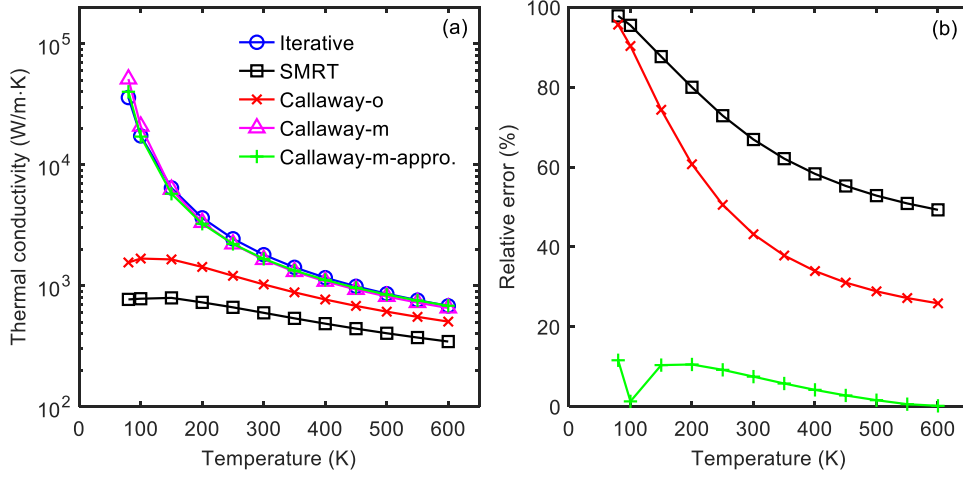 (a)
Iterative
SMRT
Callaway-o
Callaway-m
Callaway-m-appro.
Thermal conductivity (W/m·K)
10^5
10^4
10^3
10^2
0 100 200 300 400 500 600
Temperature (K)
(b)
Relative error (%)
100
80
60
40
20
0
0 100 200 300 400 500 600
Temperature (K)